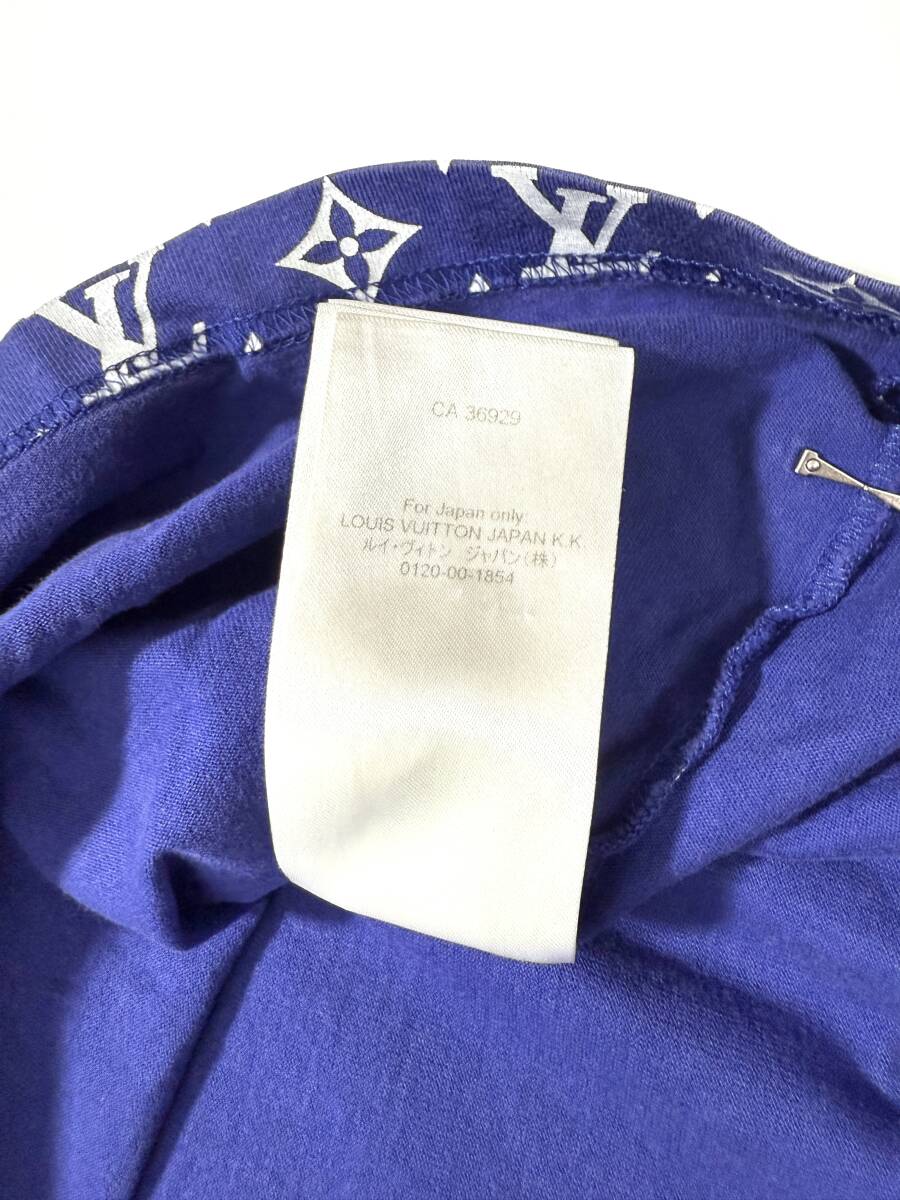 CA 36929
For Japan only:
LOUIS VUITTON JAPAN K.K
ルイ・ヴィトン ジャパン(株)
0120-00-1854
LV
LV